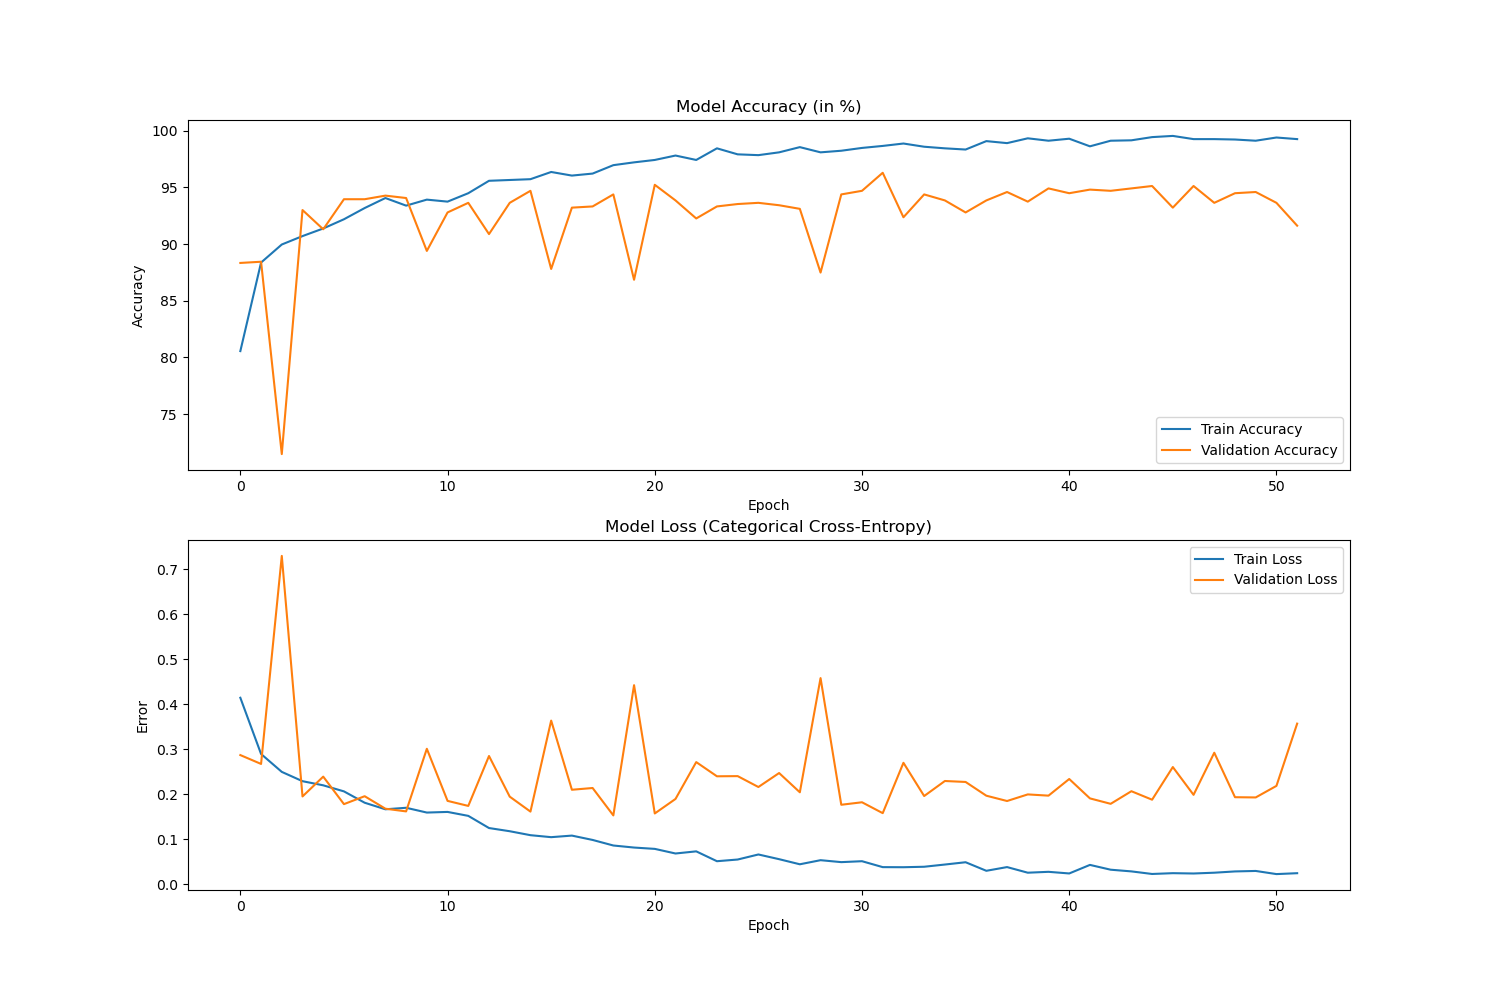 Model Accuracy (in %)
100
95
90
85
80
75
Accuracy
Train Accuracy
Validation Accuracy
0 10 20 30 40 50
Epoch
Model Loss (Categorical Cross-Entropy)
0.7
0.6
0.5
0.4
0.3
0.2
0.1
0.0
Error
Train Loss
Validation Loss
0 10 20 30 40 50
Epoch